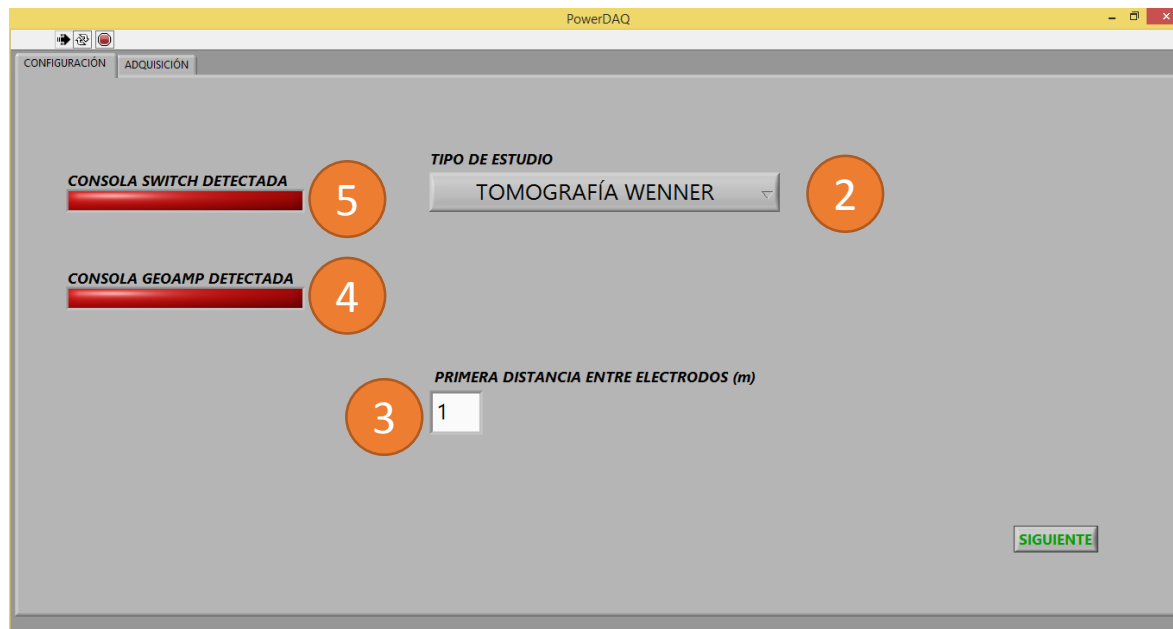 PowerDAQ
CONFIGURACIÓN
ADQUISICIÓN
TIPO DE ESTUDIO
CONSOLA SWITCH DETECTADA
TOMOGRAFÍA WENNER
5
2
CONSOLA GEOAMP DETECTADA
4
PRIMERA DISTANCIA ENTRE ELECTRODOS (m)
3
1
SIGUIENTE